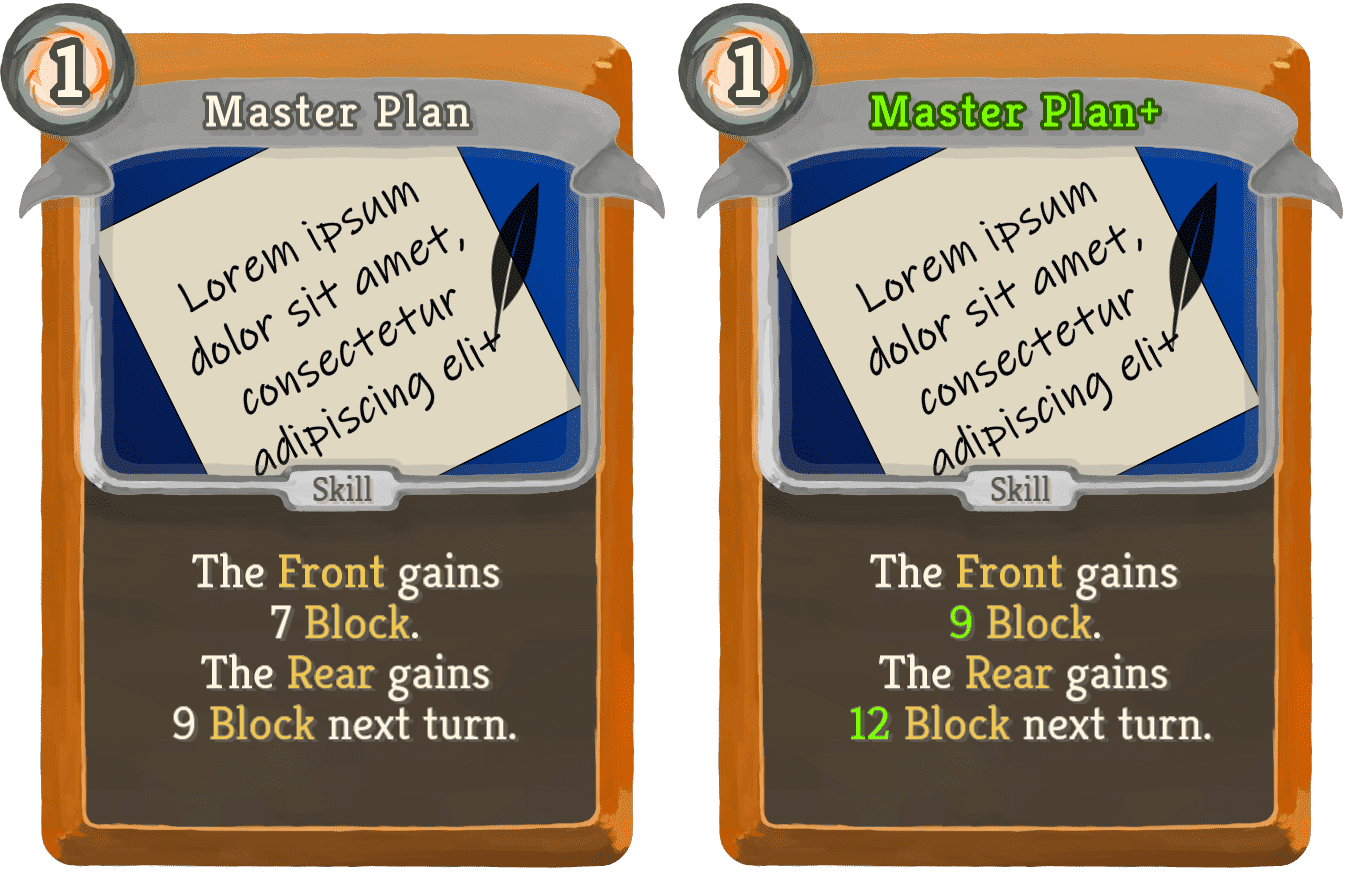 1
Master Plan
Lorem ipsum
dolor sit amet,
consectetur
adipiscing elit
Skill
The Front gains
7 Block.
The Rear gains
9 Block next turn.
1
Master Plan+
Lorem ipsum
dolor sit amet,
consectetur
adipiscing elit
Skill
The Front gains
9 Block.
The Rear gains
12 Block next turn.